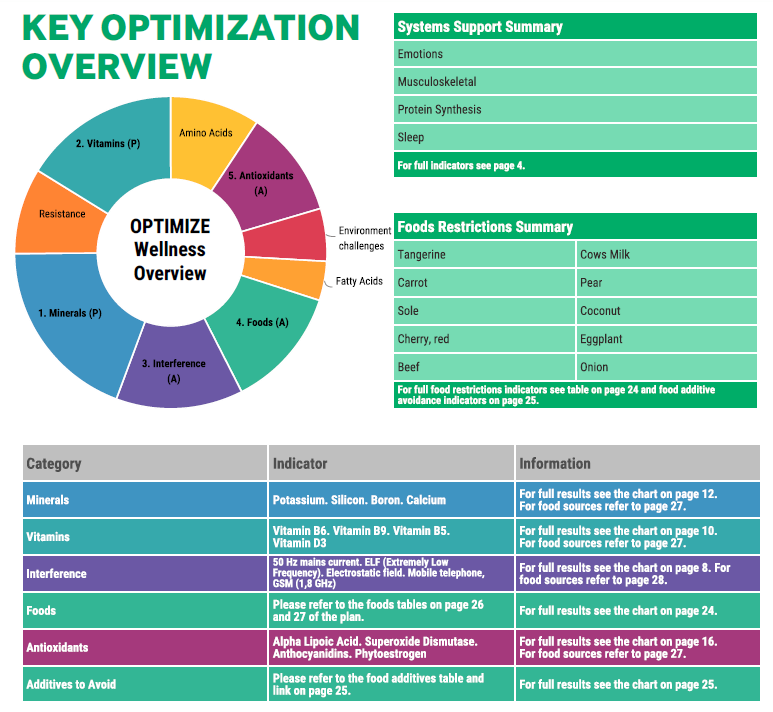 KEY OPTIMIZATION
OVERVIEW
Amino Acids
5. Antioxidants
(A)
Environment
challenges
Fatty Acids
4. Foods (A)
3. Interference
(A)
1. Minerals (P)
Resistance
2. Vitamins (P)
OPTIMIZE
Wellness
Overview
Systems Support Summary
Emotions
Musculoskeletal
Protein Synthesis
Sleep
For full indicators see page 4.
Foods Restrictions Summary
Tangerine Cows Milk
Carrot Pear
Sole Coconut
Cherry, red Eggplant
Beef Onion
For full food restrictions indicators see table on page 24 and food additive
avoidance indicators on page 25.
Category Indicator Information
Minerals
Potassium. Silicon. Boron. Calcium
For full results see the chart on page 12.
For food sources refer to page 27.
Vitamins
Vitamin B6. Vitamin B9. Vitamin B5.
Vitamin D3
For full results see the chart on page 10.
For food sources refer to page 27.
Interference
50 Hz mains current. ELF (Extremely Low
Frequency). Electrostatic field. Mobile telephone,
GSM (1,8 GHz)
For full results see the chart on page 8. For
food sources refer to page 28.
Foods
Please refer to the foods tables on page 26
and 27 of the plan.
For full results see the chart on page 24.
Antioxidants
Alpha Lipoic Acid. Superoxide Dismutase.
Anthocyanidins. Phytoestrogen
For full results see the chart on page 16.
For food sources refer to page 27.
Additives to Avoid
Please refer to the food additives table and
link on page 25.
For full results see the chart on page 25.